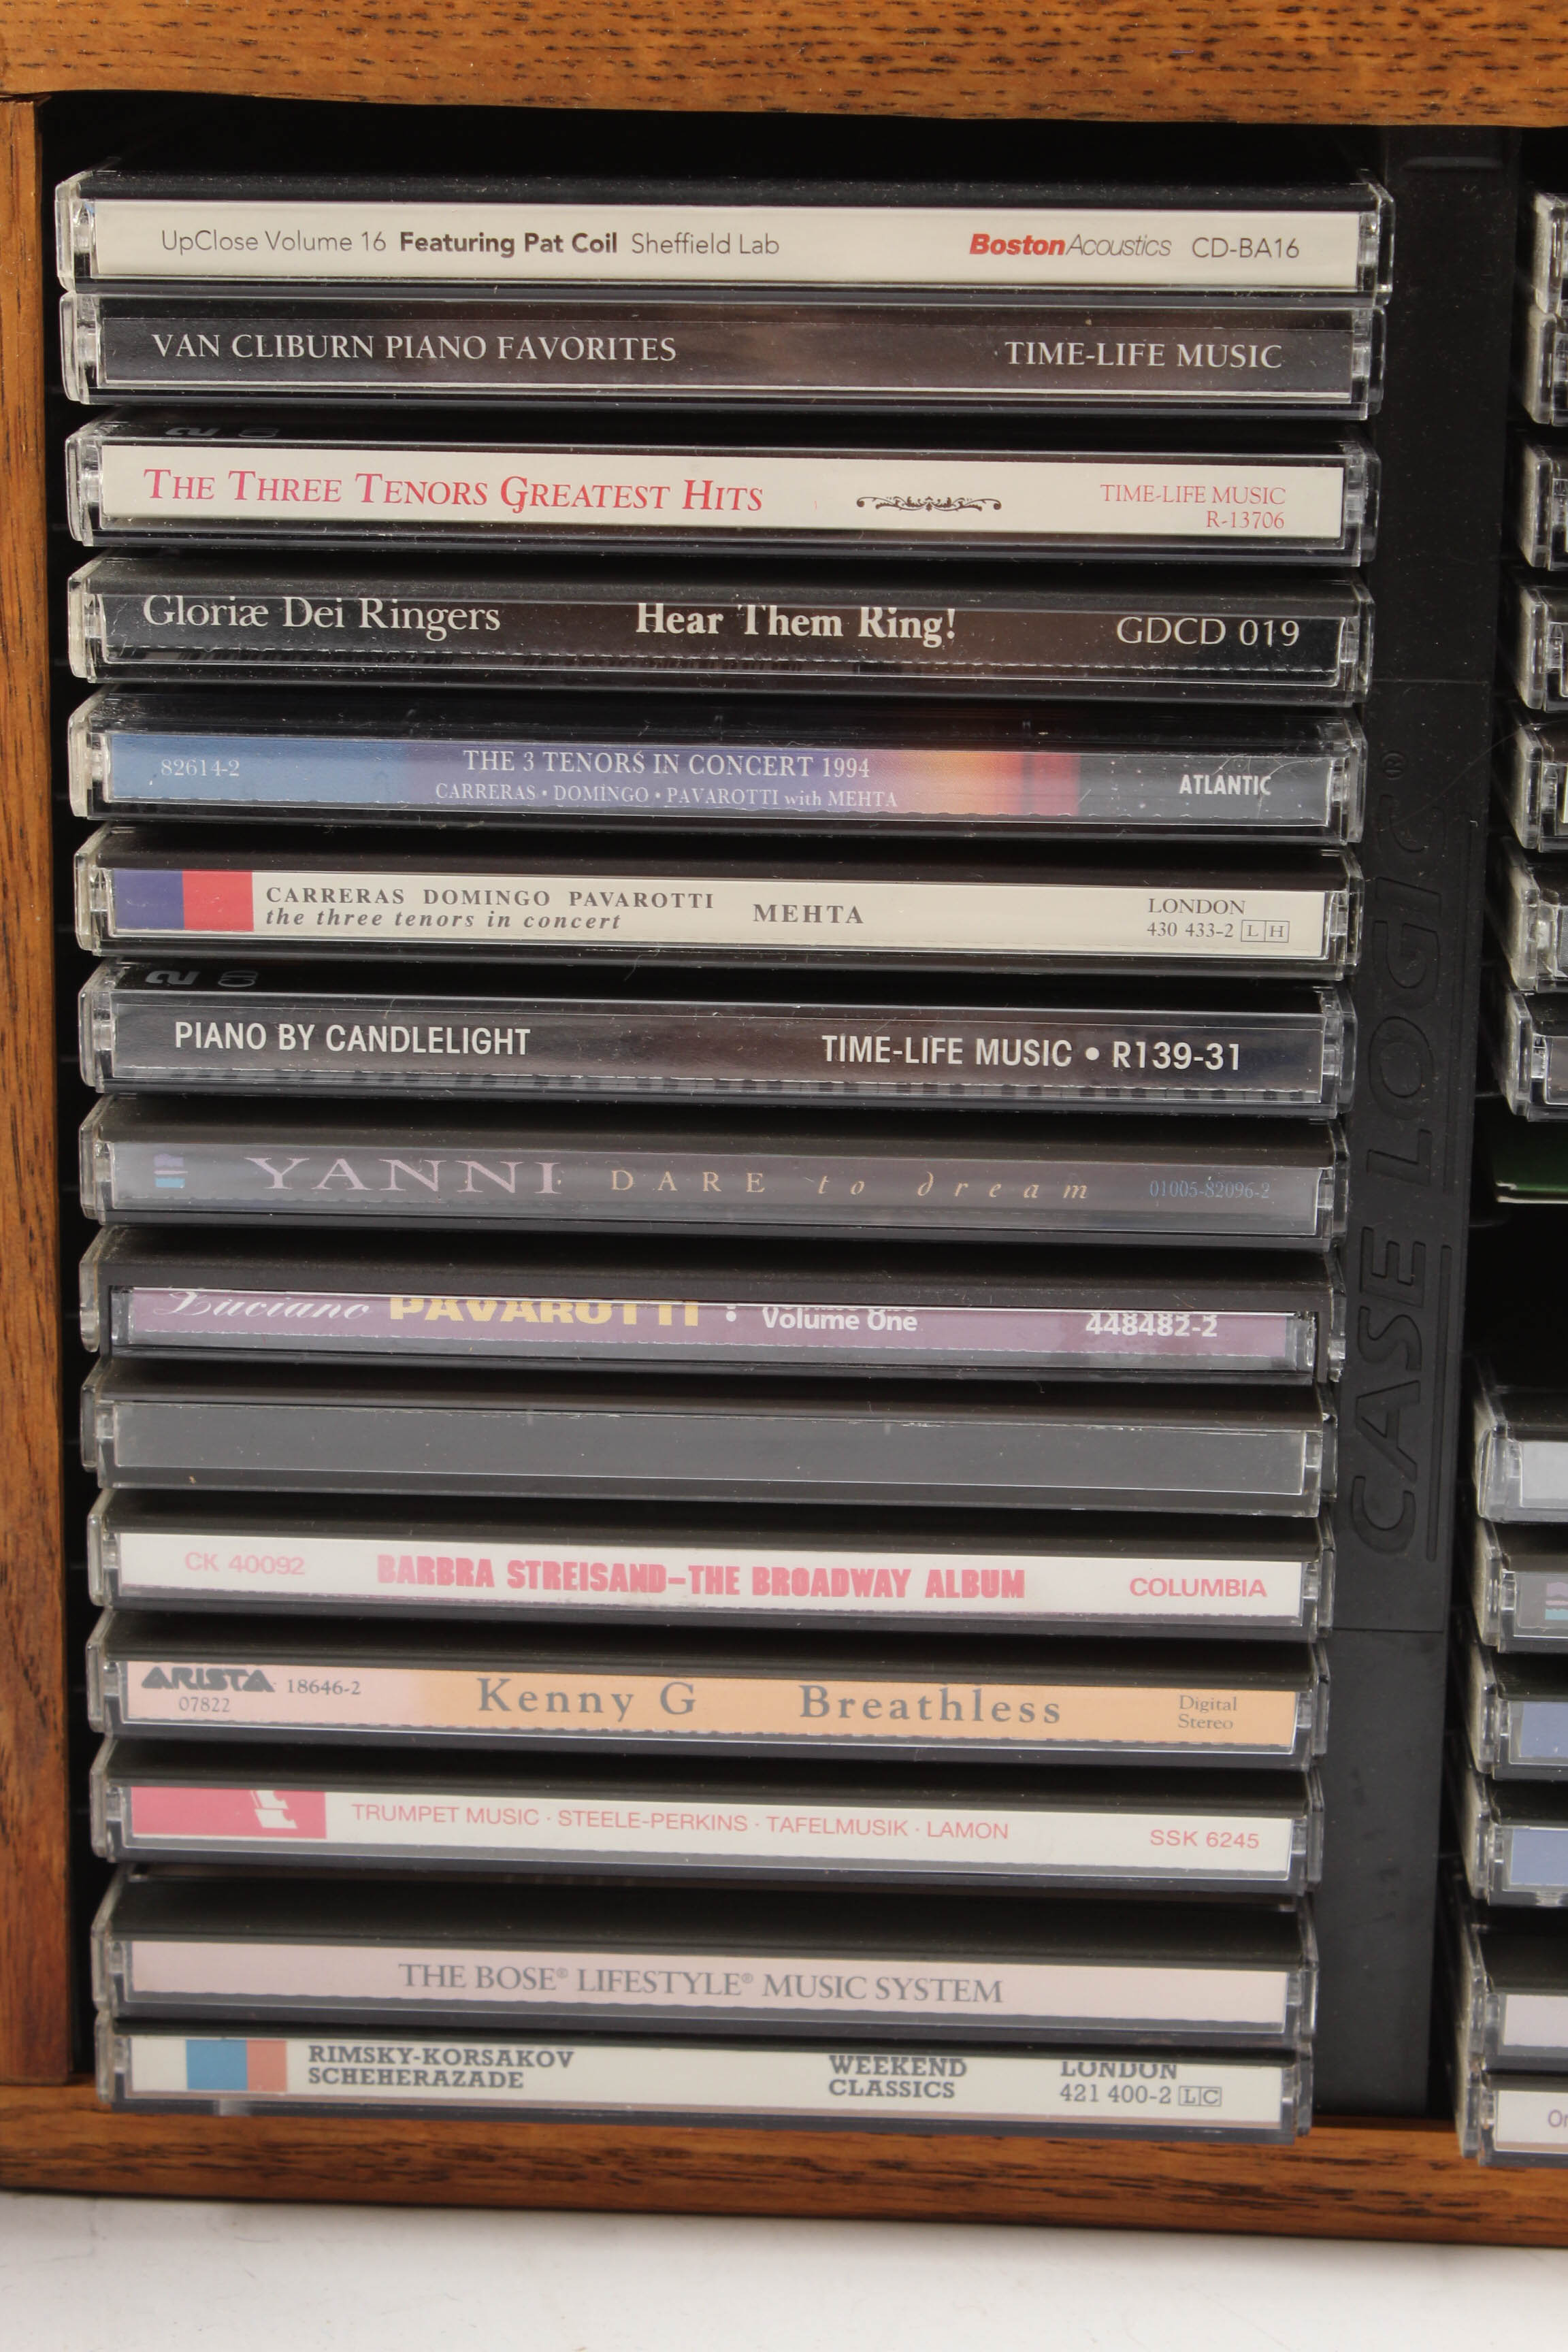 UpClose Volume 16 Featuring Pat Coil Sheffield Lab BostonAcoustics CD-BA16
VAN CLIBURN PIANO FAVORITES TIME-LIFE MUSIC
THE THREE TENORS GREATEST HITS TIME-LIFE MUSIC
R-13706
Gloriæ Dei Ringers Hear Them Ring! GDCD 019
82614-2 THE 3 TENORS IN CONCERT 1994 ATLANTIC
CARRERAS • DOMINGO • PAVAROTTI with MEHTA
CARRERAS DOMINGO PAVAROTTI MEHTA LONDON
the three tenors in concert 430 433-2 LH
PIANO BY CANDLELIGHT TIME-LIFE MUSIC • R139-31
YANNI DARE to dream 01005-82096-2
Luciano PAVAROTTI : Volume One 448482-2
CK 40092 BARBRA STREISAND–THE BROADWAY ALBUM COLUMBIA
ARISTA 18646-2 Kenny G Breathless Digital
07822 Stereo
TRUMPET MUSIC · STEELE-PERKINS · TAFELMUSIK · LAMON SSK 6245
THE BOSE® LIFESTYLE® MUSIC SYSTEM
RIMSKY-KORSAKOV WEEKEND LONDON
SCHEHERAZADE CLASSICS 421 400-2 LC
CASE LOGIC®